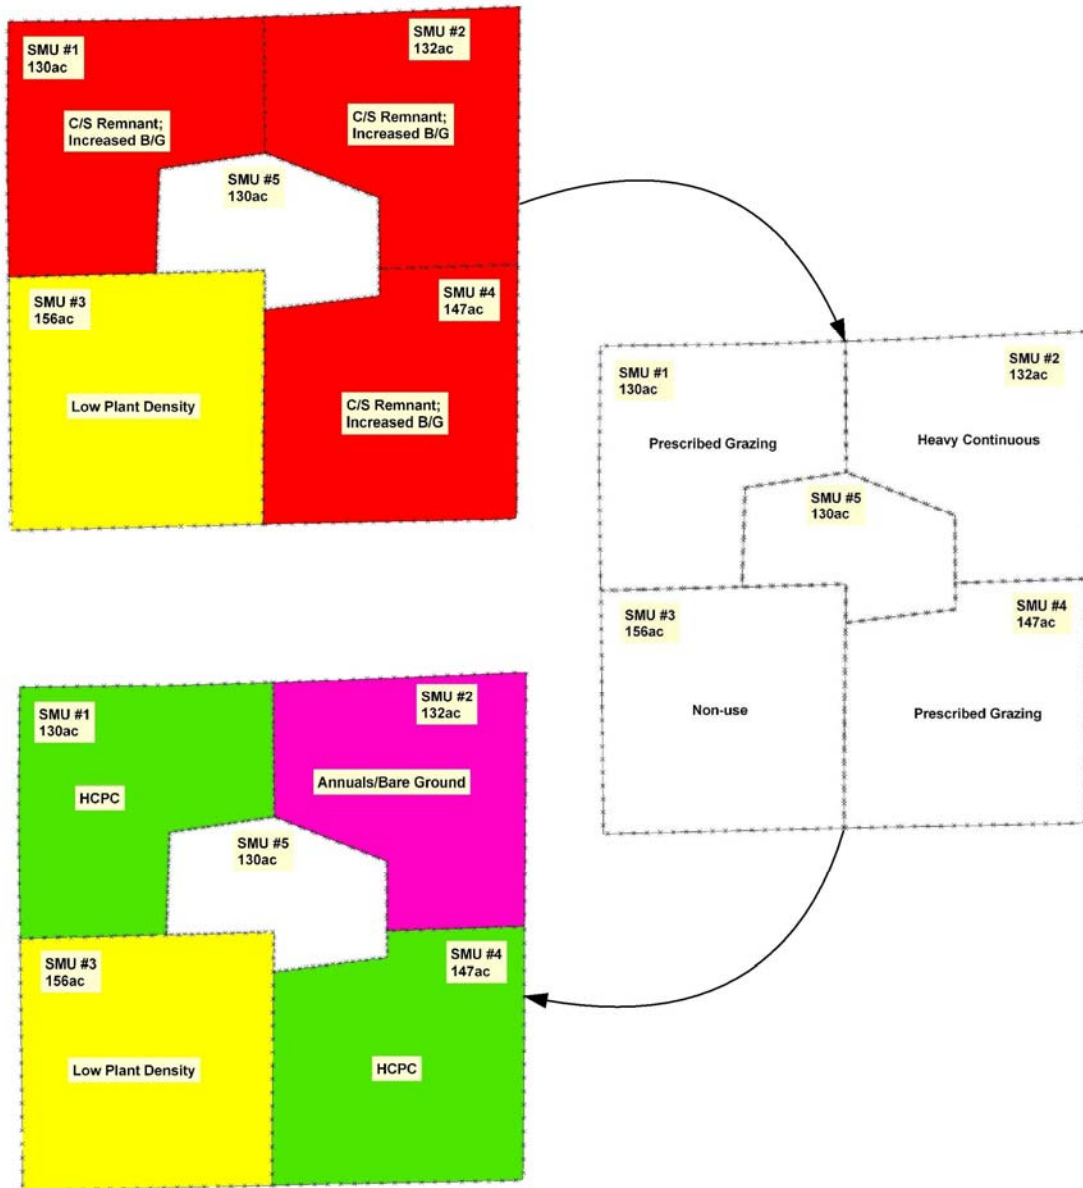 SMU #1
130ac
SMU #2
132ac
C/S Remnant;
Increased B/G
C/S Remnant;
Increased B/G
SMU #5
130ac
SMU #3
156ac
SMU #4
147ac
Low Plant Density
C/S Remnant;
Increased B/G
SMU #1
130ac
SMU #2
132ac
Prescribed Grazing
Heavy Continuous
SMU #5
130ac
SMU #3
156ac
SMU #4
147ac
Non-use
Prescribed Grazing
SMU #1
130ac
SMU #2
132ac
HCPC
Annuals/Bare Ground
SMU #5
130ac
SMU #3
156ac
SMU #4
147ac
Low Plant Density
HCPC